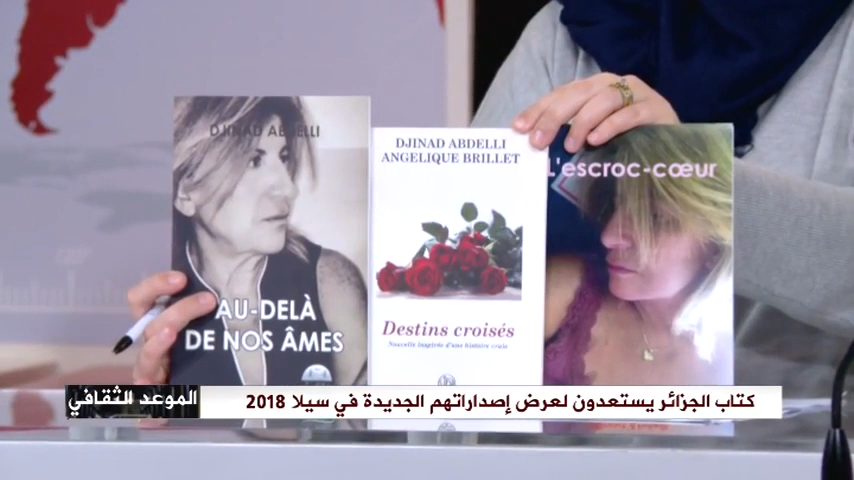 DJINAD ABDELLI
AU-DELÀ
DE NOS ÂMES
DJINAD ABDELLI
ANGELIQUE BRILLET
Destins croisés
Nouvelle inspirée d'une histoire vraie
L'escroc-cœur
كتاب الجزائر يستعدون لعرض إصداراتهم الجديدة في سيلا 2018
الموعد الثقافي